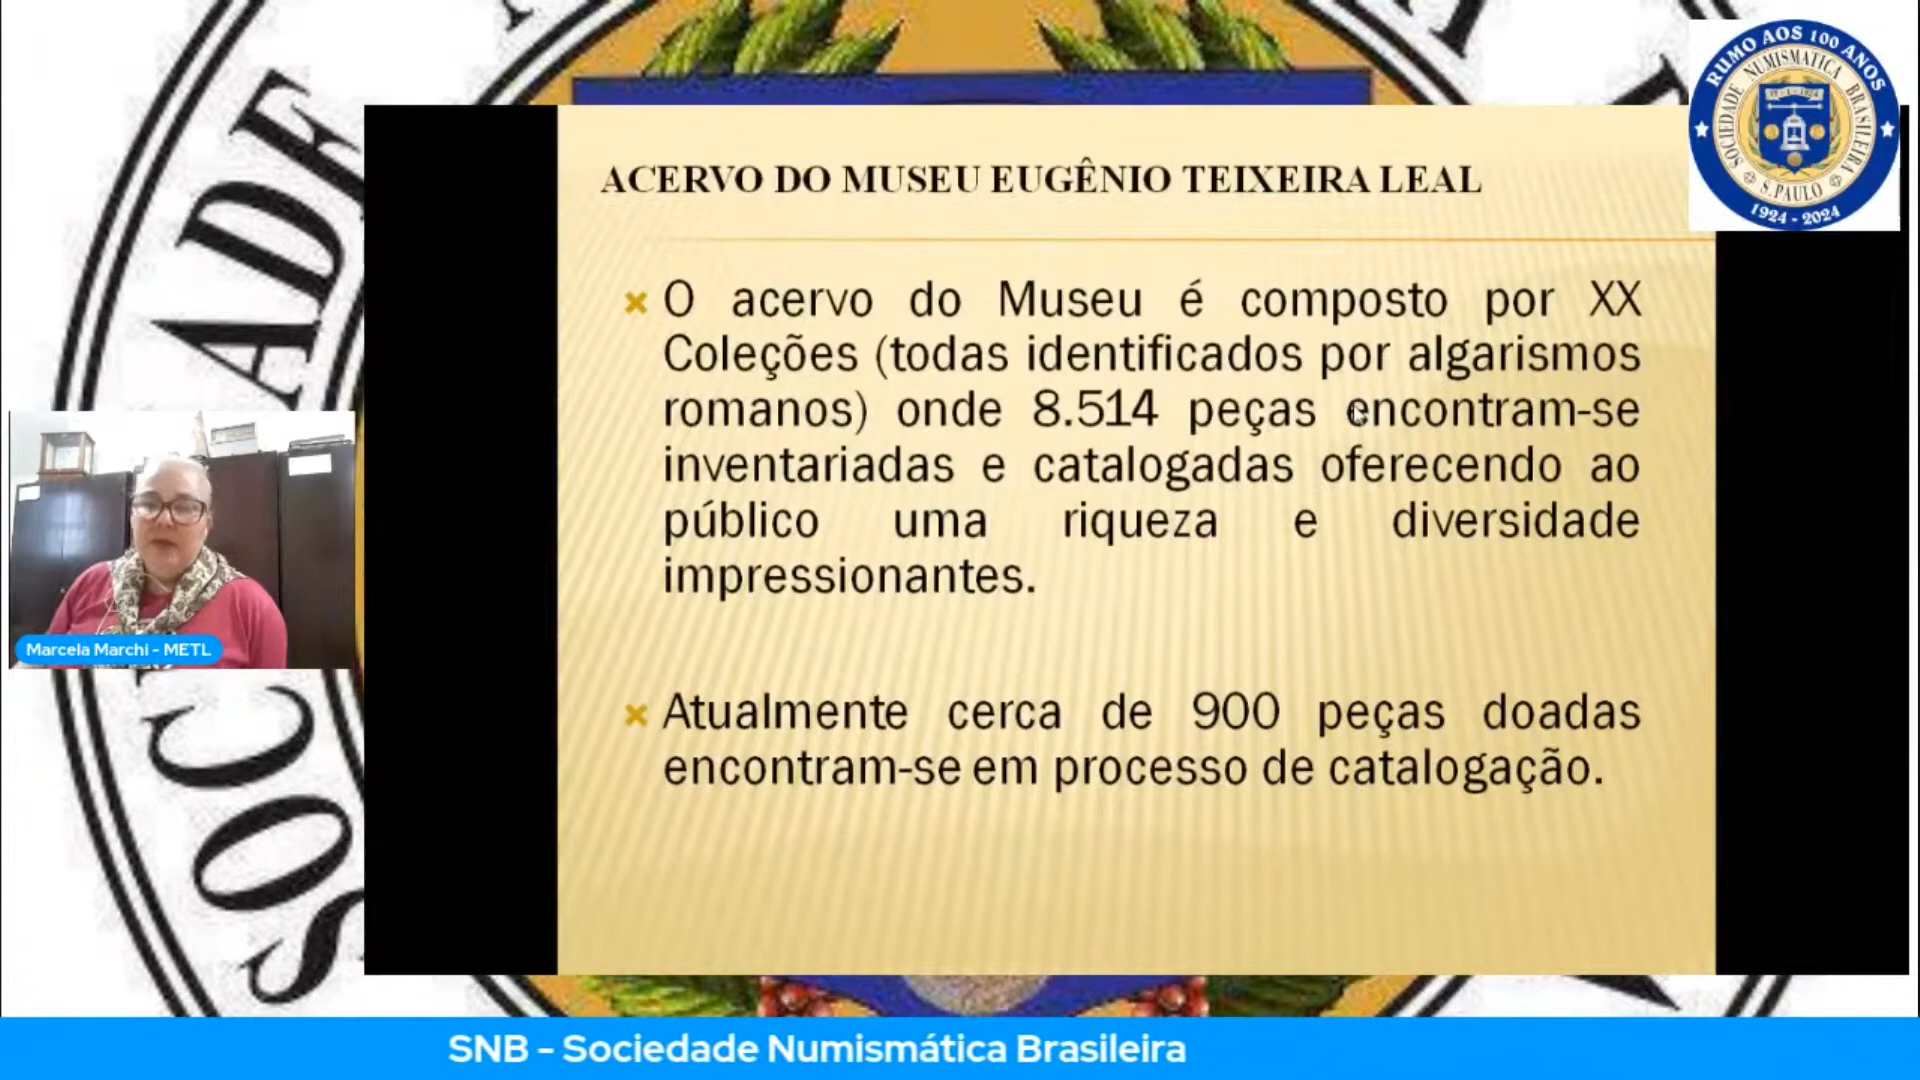 RUMO AOS 100 ANOS
SOCIEDADE NUMISMATICA BRASILEIRA
S. PAULO
1924 - 2024
ACERVO DO MUSEU EUGÊNIO TEIXEIRA LEAL
O acervo do Museu é composto por XX
Coleções (todas identificados por algarismos
romanos) onde 8.514 peças encontram-se
inventariadas e catalogadas oferecendo ao
público uma riqueza e diversidade
impressionantes.
Atualmente cerca de 900 peças doadas
encontram-se em processo de catalogação.
Marcela Marchi - METL
SNB - Sociedade Numismática Brasileira